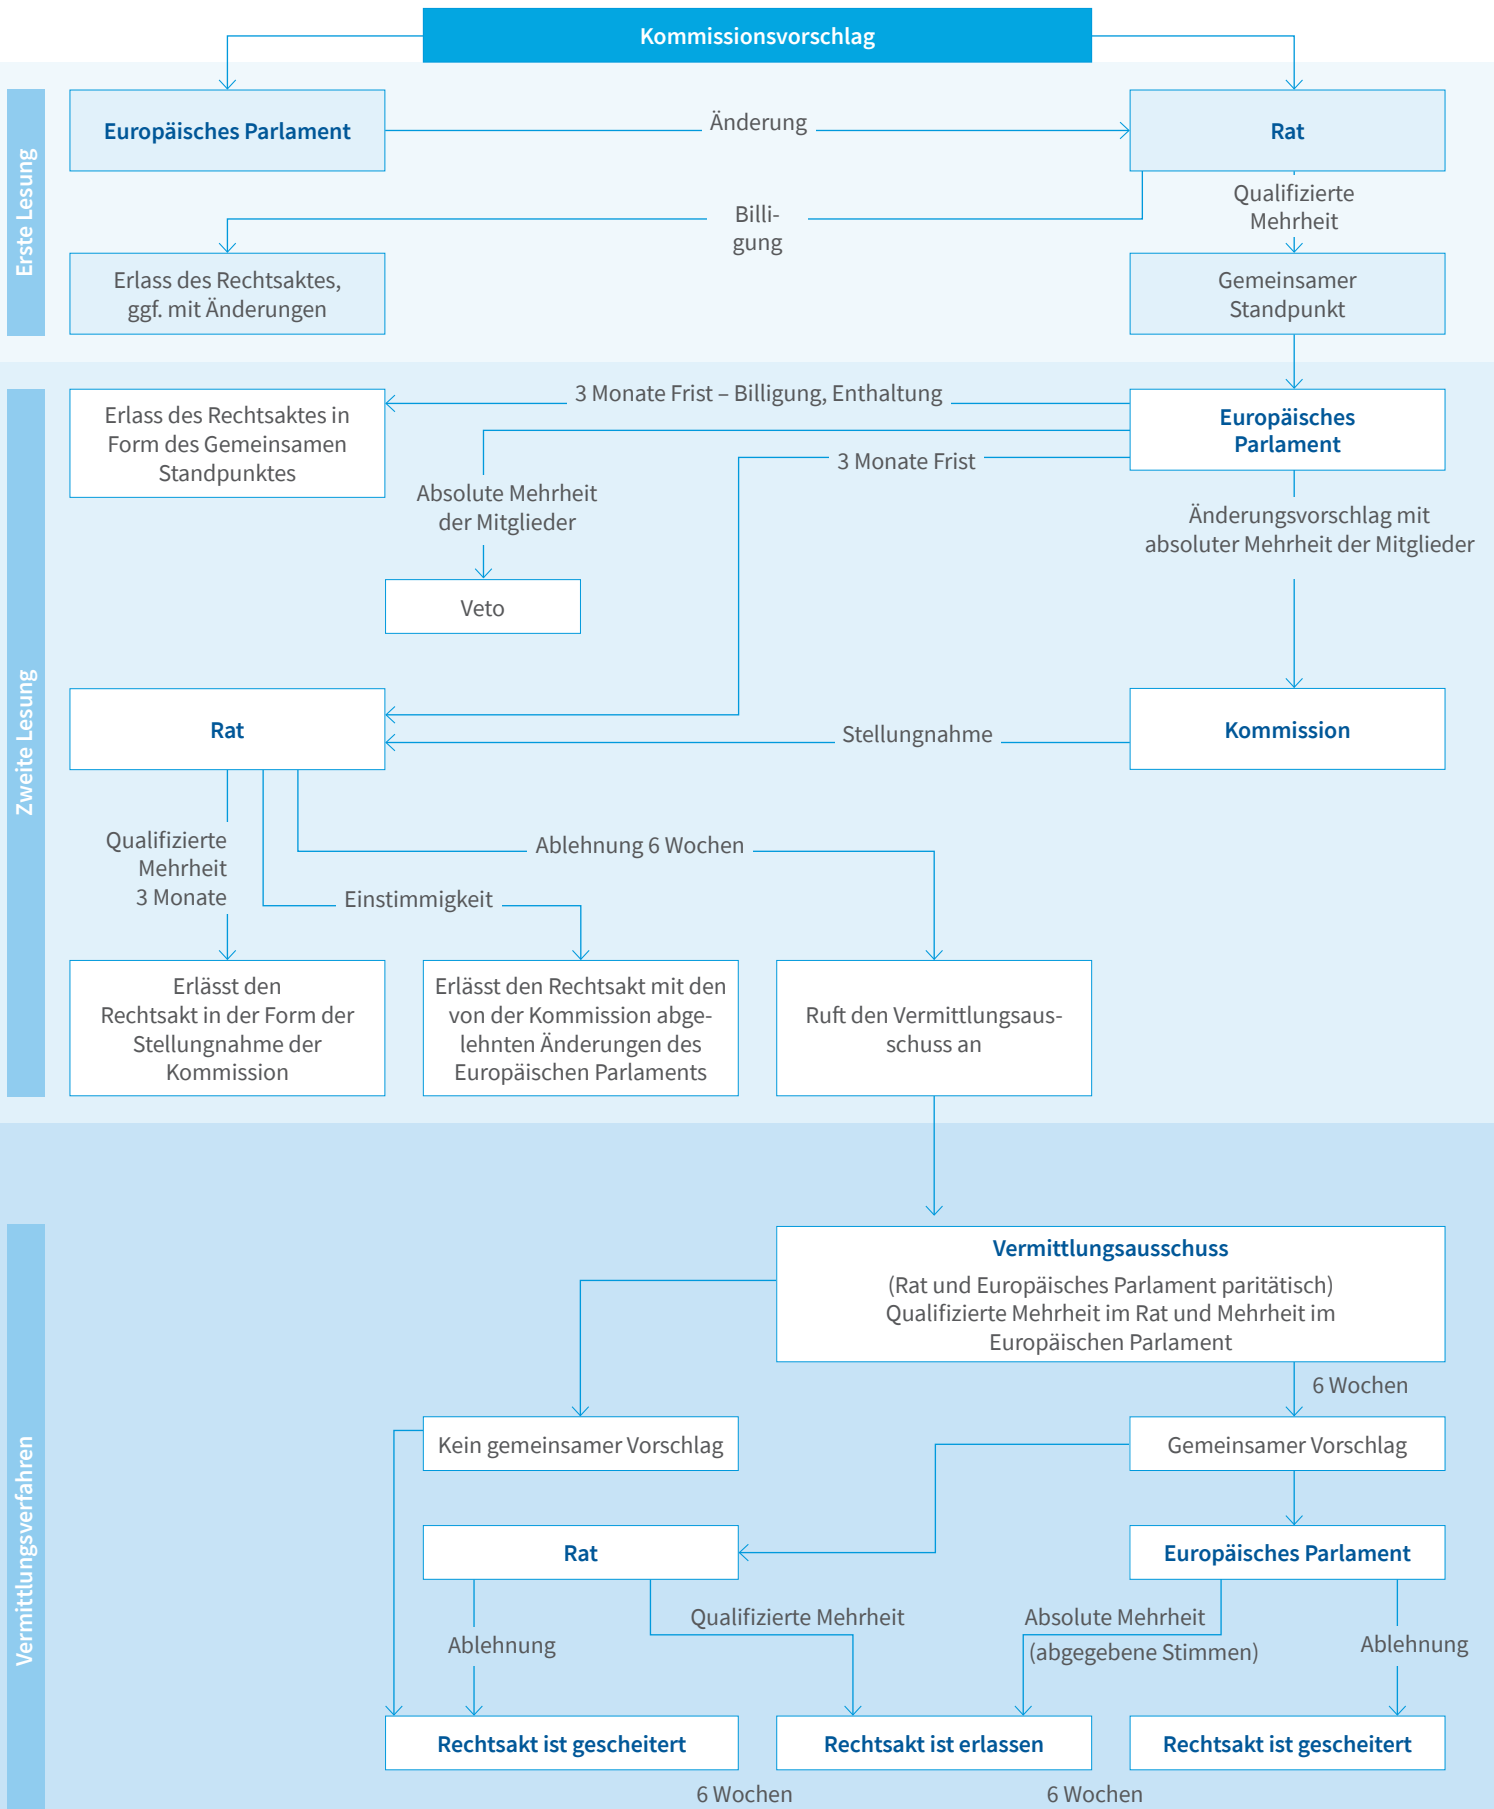 Kommissionsvorschlag
Erste Lesung
Europäisches Parlament
Änderung
Rat
Billi-
gung
Qualifizierte
Mehrheit
Erlass des Rechtsaktes,
ggf. mit Änderungen
Gemeinsamer
Standpunkt
Zweite Lesung
Erlass des Rechtsaktes in
Form des Gemeinsamen
Standpunktes
3 Monate Frist – Billigung, Enthaltung
Europäisches
Parlament
3 Monate Frist
Absolute Mehrheit
der Mitglieder
Änderungsvorschlag mit
absoluter Mehrheit der Mitglieder
Veto
Rat
Stellungnahme
Kommission
Qualifizierte
Mehrheit
3 Monate
Ablehnung 6 Wochen
Einstimmigkeit
Erlässt den
Rechtsakt in der Form der
Stellungnahme der
Kommission
Erlässt den Rechtsakt mit den
von der Kommission abge-
lehnten Änderungen des
Europäischen Parlaments
Ruft den Vermittlungsaus-
schuss an
Vermittlungsverfahren
Vermittlungsausschuss
(Rat und Europäisches Parlament paritätisch)
Qualifizierte Mehrheit im Rat und Mehrheit im
Europäischen Parlament
6 Wochen
Kein gemeinsamer Vorschlag
Gemeinsamer Vorschlag
Rat
Europäisches Parlament
Ablehnung
Qualifizierte Mehrheit
Absolute Mehrheit
(abgegebene Stimmen)
Ablehnung
Rechtsakt ist gescheitert
Rechtsakt ist erlassen
Rechtsakt ist gescheitert
6 Wochen
6 Wochen